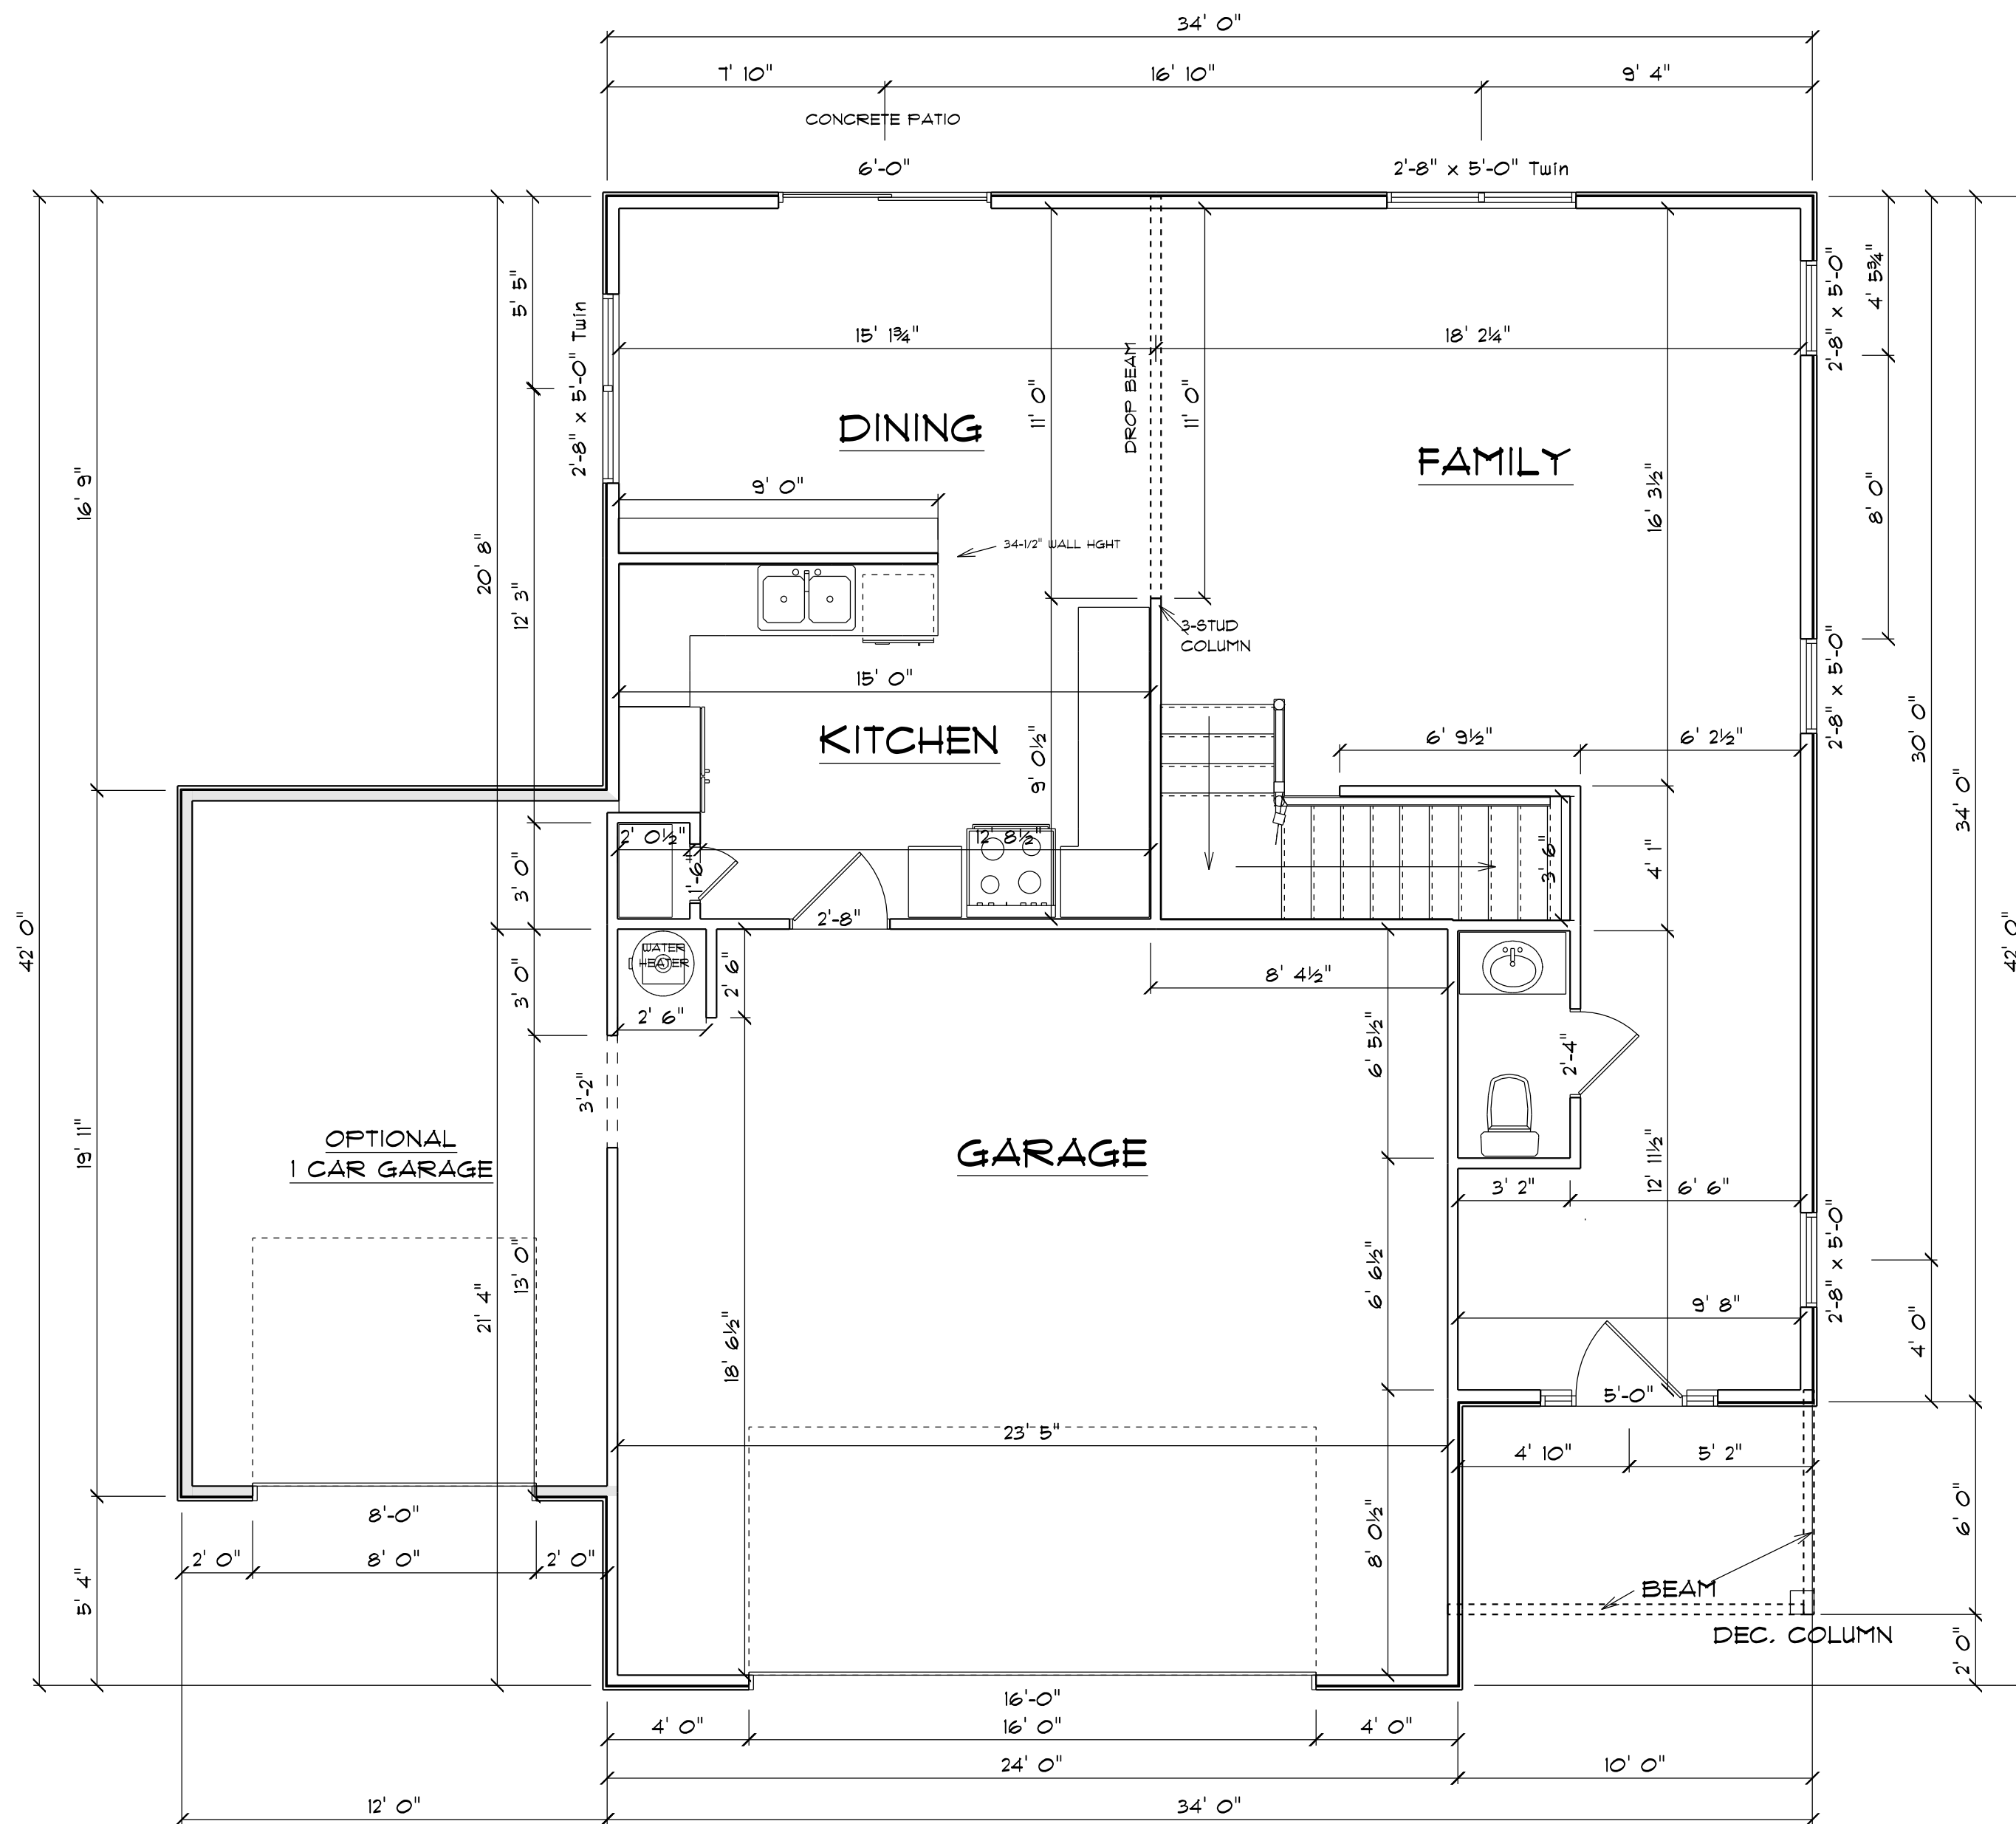 34' 0"
7' 10" 16' 10" 9' 4"
CONCRETE PATIO
6'-0" 2'-8" x 5'-0" Twin
5' 5"
2'-8" x 5'-0" Twin
2'-8" x 5'-0"
4' 5¾"
15' 1¾" 18' 2¼"
DROP BEAM
11' 0" 11' 0"
DINING
FAMILY
16' 9"
9' 0"
16' 3½"
8' 0"
34-1/2" WALL HGHT
20' 8"
12' 3"
3-STUD
COLUMN
2'-8" x 5'-0"
15' 0"
KITCHEN
9' 0½"
6' 9½" 6' 2½"
30' 0"
34' 0"
2' 0½" 12' 8½"
1'-6"
3' 6"
4' 1"
3' 0"
2'-8"
42' 0"
42' 0"
WATER
HEATER
3' 0"
2' 6"
2' 6"
8' 4½"
6' 5½"
2'-4"
3'-2"
OPTIONAL
1 CAR GARAGE
GARAGE
19' 11"
12' 11½"
3' 2" 6' 6"
2'-8" x 5'-0"
13' 0"
21' 4"
6' 6½"
18' 6½"
9' 8"
4' 0"
5'-0"
23' 5"
4' 10" 5' 2"
8'-0"
8' 0½"
6' 0"
2' 0" 8' 0" 2' 0"
5' 4"
BEAM
DEC. COLUMN
2' 0"
16'-0"
4' 0" 16' 0" 4' 0"
24' 0" 10' 0"
12' 0" 34' 0"